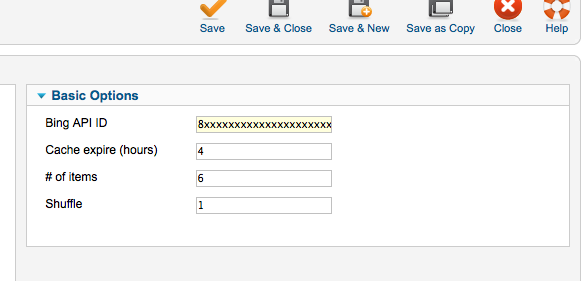 Save Save & Close Save & New Save as Copy Close Help
Basic Options
Bing API ID 8xxxxxxxxxxxxxxxxxxxxx
Cache expire (hours) 4
# of items 6
Shuffle 1